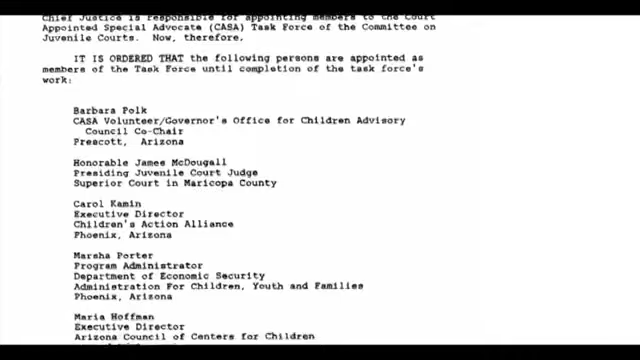 Chief Justice is responsible for appointing members to the Court
Appointed Special Advocate (CASA) Task Force of the Committee on
Juvenile Courts. Now, therefore,
IT IS ORDERED THAT the following persons are appointed as
members of the Task Force until completion of the task force's
work:
Barbara Polk
CASA Volunteer/Governor's Office for Children Advisory
Council Co-Chair
Prescott, Arizona
Honorable James McDougall
Presiding Juvenile Court Judge
Superior Court in Maricopa County
Carol Kamin
Executive Director
Children's Action Alliance
Phoenix, Arizona
Marsha Porter
Program Administrator
Department of Economic Security
Administration For Children, Youth and Families
Phoenix, Arizona
Maria Hoffman
Executive Director
Arizona Council of Centers for Children